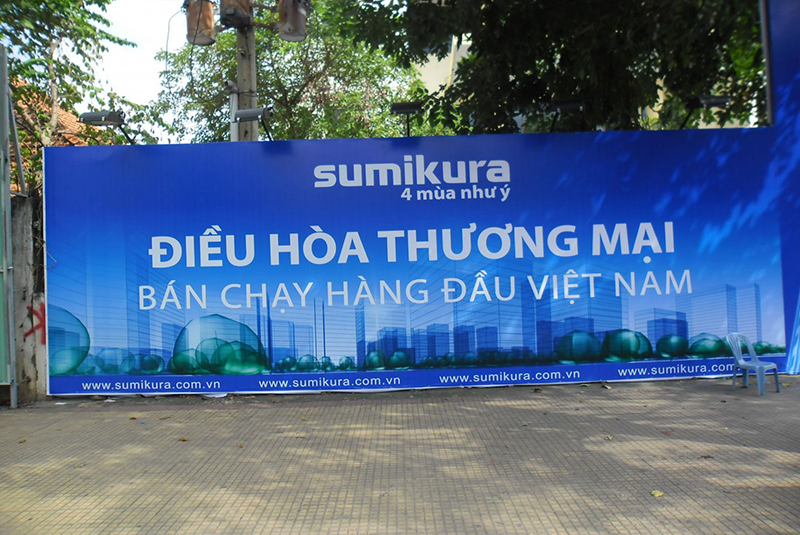 sumikura
4 mùa như ý
ĐIỀU HÒA THƯƠNG MẠI
BÁN CHẠY HÀNG ĐẦU VIỆT NAM
www.sumikura.com.vn www.sumikura.com.vn www.sumikura.com.vn www.sumikura.com